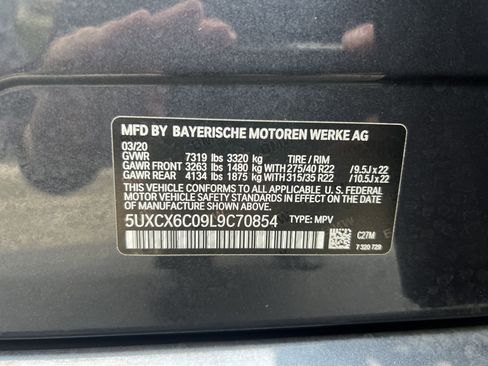 MFD BY BAYERISCHE MOTOREN WERKE AG
03/20
GVWR 7319 lbs 3320 kg TIRE / RIM
GAWR FRONT 3263 lbs 1480 kg WITH 275/40 R22 / 9.5J x 22
GAWR REAR 4134 lbs 1875 kg WITH 315/35 R22 / 10.5J x 22
THIS VEHICLE CONFORMS TO ALL APPLICABLE U. S. FEDERAL
MOTOR VEHICLE SAFETY STANDARDS IN EFFECT ON THE
DATE OF MANUFACTURE SHOWN ABOVE.
5UXCX6C09L9C70854 TYPE: MPV
C27M
7 320 729